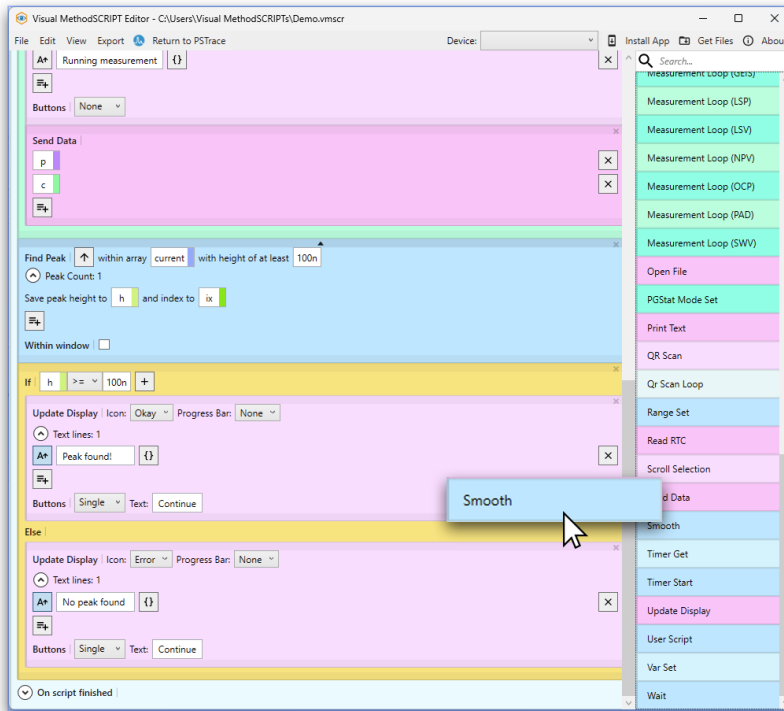 Visual MethodSCRIPT Editor - C:\Users\Visual MethodSCRIPTs\Demo.vmscr
File Edit View Export Return to PSTrace Device: Install App Get Files Abou
A+ Running measurement {}
Buttons None
Send Data
p
c
Find Peak within array current with height of at least 100n
Peak Count: 1
Save peak height to h and index to ix
Within window
If h >= 100n +
Update Display Icon: Okay Progress Bar: None
Text lines: 1
A+ Peak found! {}
Buttons Single Text: Continue
Else
Update Display Icon: Error Progress Bar: None
Text lines: 1
A+ No peak found {}
Buttons Single Text: Continue
On script finished
Search...
Measurement Loop (GEIS)
Measurement Loop (LSP)
Measurement Loop (LSV)
Measurement Loop (NPV)
Measurement Loop (OCP)
Measurement Loop (PAD)
Measurement Loop (SWV)
Open File
PGStat Mode Set
Print Text
QR Scan
Qr Scan Loop
Range Set
Read RTC
Scroll Selection
d Data
Smooth
Smooth
Timer Get
Timer Start
Update Display
User Script
Var Set
Wait